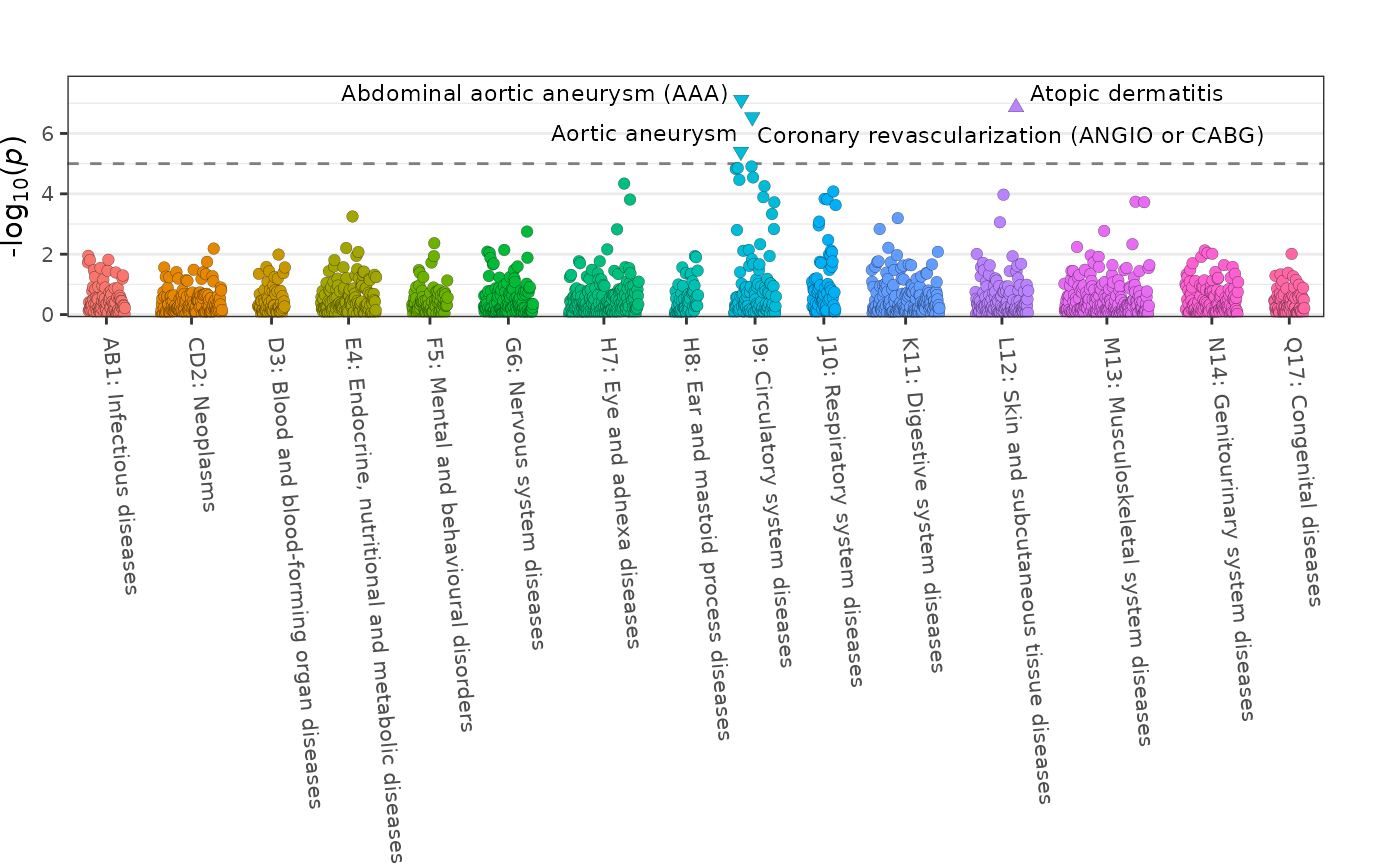 Abdominal aortic aneurysm (AAA)
Atopic dermatitis
Aortic aneurysm
Coronary revascularization (ANGIO or CABG)
-log10(p)
6
4
2
0
AB1: Infectious diseases
CD2: Neoplasms
D3: Blood and blood-forming organ diseases
E4: Endocrine, nutritional and metabolic diseases
F5: Mental and behavioural disorders
G6: Nervous system diseases
H7: Eye and adnexa diseases
H8: Ear and mastoid process diseases
I9: Circulatory system diseases
J10: Respiratory system diseases
K11: Digestive system diseases
L12: Skin and subcutaneous tissue diseases
M13: Musculoskeletal system diseases
N14: Genitourinary system diseases
Q17: Congenital diseases